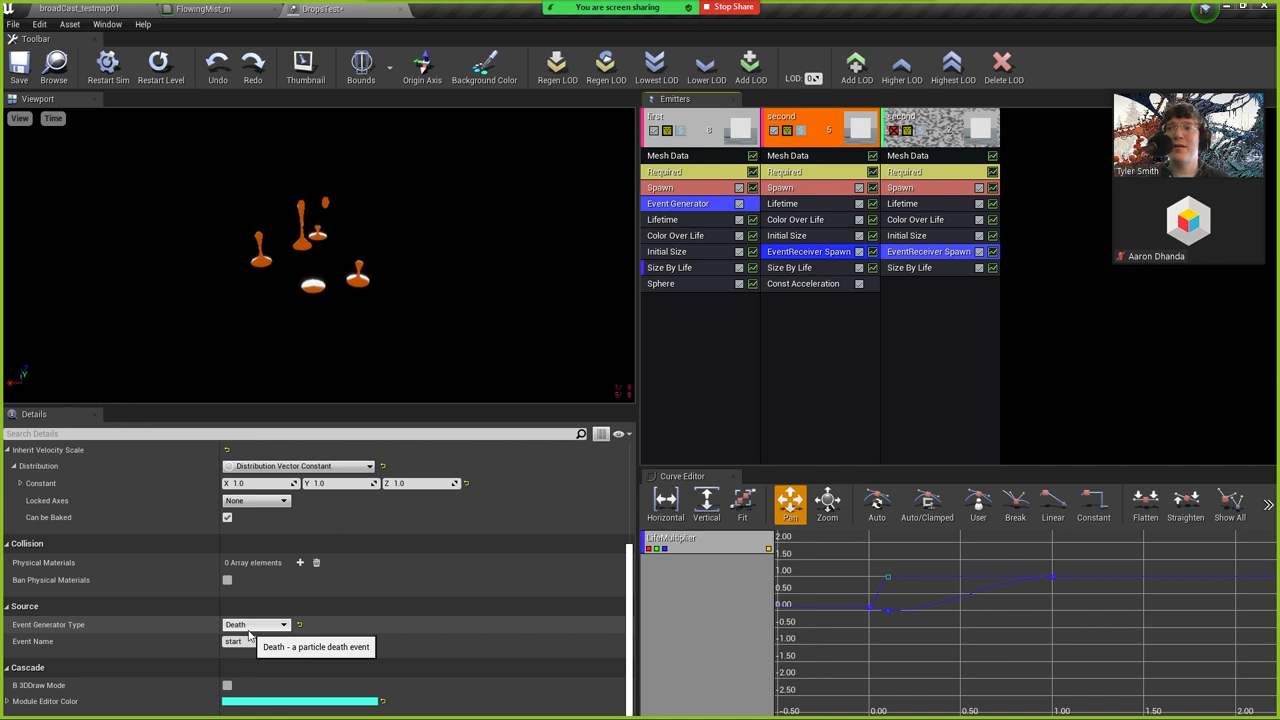 broadCast_testmap01
FlowingMist_m
DropsTest*
You are screen sharing
Stop Share
File Edit Asset Window Help
Toolbar
Save
Browse
Restart Sim
Restart Level
Undo
Redo
Thumbnail
Bounds
Origin Axis
Background Color
Regen LOD
Regen LOD
Lowest LOD
Lower LOD
Add LOD
LOD: 0
Add LOD
Higher LOD
Highest LOD
Delete LOD
Viewport
View
Time
Emitters
first
8
second
5
second
2
Mesh Data
Required
Spawn
Event Generator
Lifetime
Color Over Life
Initial Size
Size By Life
Sphere
Mesh Data
Required
Spawn
Lifetime
Color Over Life
Initial Size
EventReceiver Spawn
Size By Life
Const Acceleration
Mesh Data
Required
Spawn
Lifetime
Color Over Life
Initial Size
EventReceiver Spawn
Size By Life
Tyler Smith
Aaron Dhanda
Details
Search Details
Inherit Velocity Scale
Distribution
Distribution Vector Constant
Constant
X 1.0
Y 1.0
Z 1.0
Locked Axes
None
Can be Baked
Collision
Physical Materials
0 Array elements
Ban Physical Materials
Source
Event Generator Type
Death
Event Name
start
Death - a particle death event
Cascade
B 3DDraw Mode
Module Editor Color
Curve Editor
Horizontal
Vertical
Fit
Pan
Zoom
Auto
Auto/Clamped
User
Break
Linear
Constant
Flatten
Straighten
Show All
LifeMultiplier
2.00
1.50
1.00
0.50
0.00
-0.50
-1.00
-1.50
-2.00
-2.50
-0.50
0.00
0.50
1.00
1.50
2.00